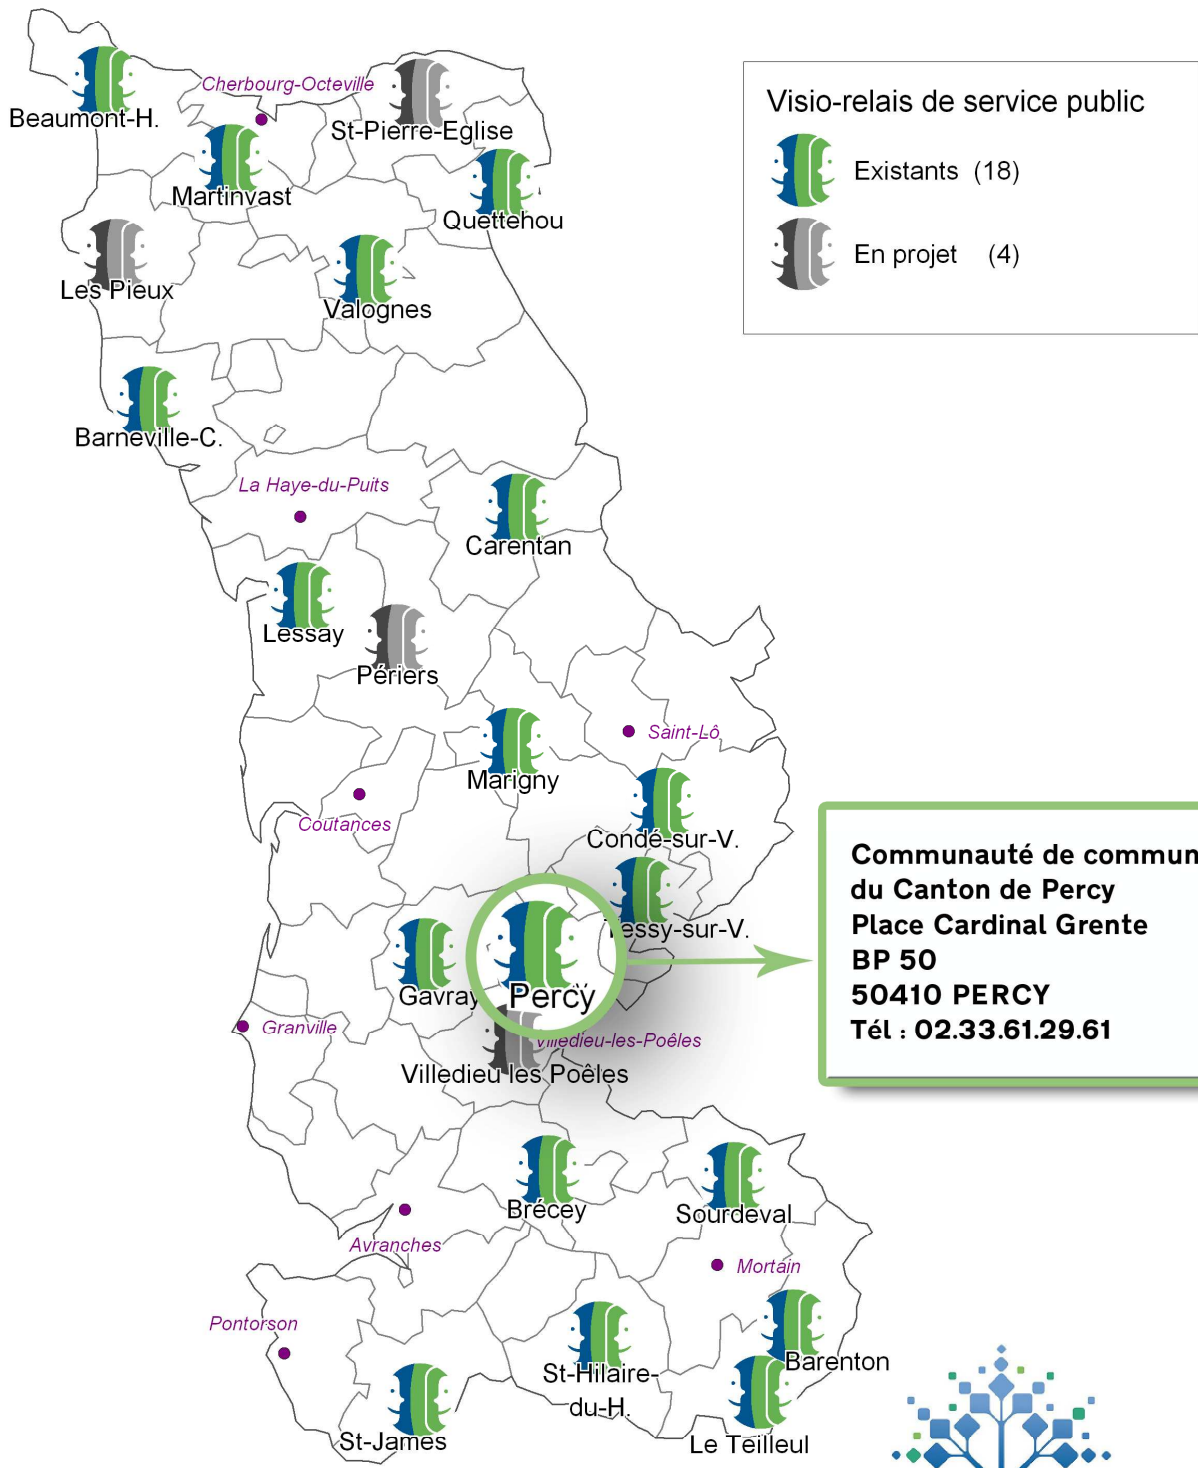 Cherbourg-Octeville
Beaumont-H.
St-Pierre-Eglise
Martinvast
Quettehou
Les Pieux
Valognes
Barneville-C.
La Haye-du-Puits
Carentan
Lessay
Périers
Saint-Lô
Marigny
Coutances
Condé-sur-V.
Tessy-sur-V.
Gavray
Percy
Granville
Villedieu-les-Poêles
Villedieu les Poêles
Brécey
Sourdeval
Avranches
Mortain
Pontorson
Barenton
St-Hilaire-
du-H.
St-James
Le Teilleul
Visio-relais de service public
Existants (18)
En projet (4)
Communauté de commun
du Canton de Percy
Place Cardinal Grente
BP 50
50410 PERCY
Tél : 02.33.61.29.61